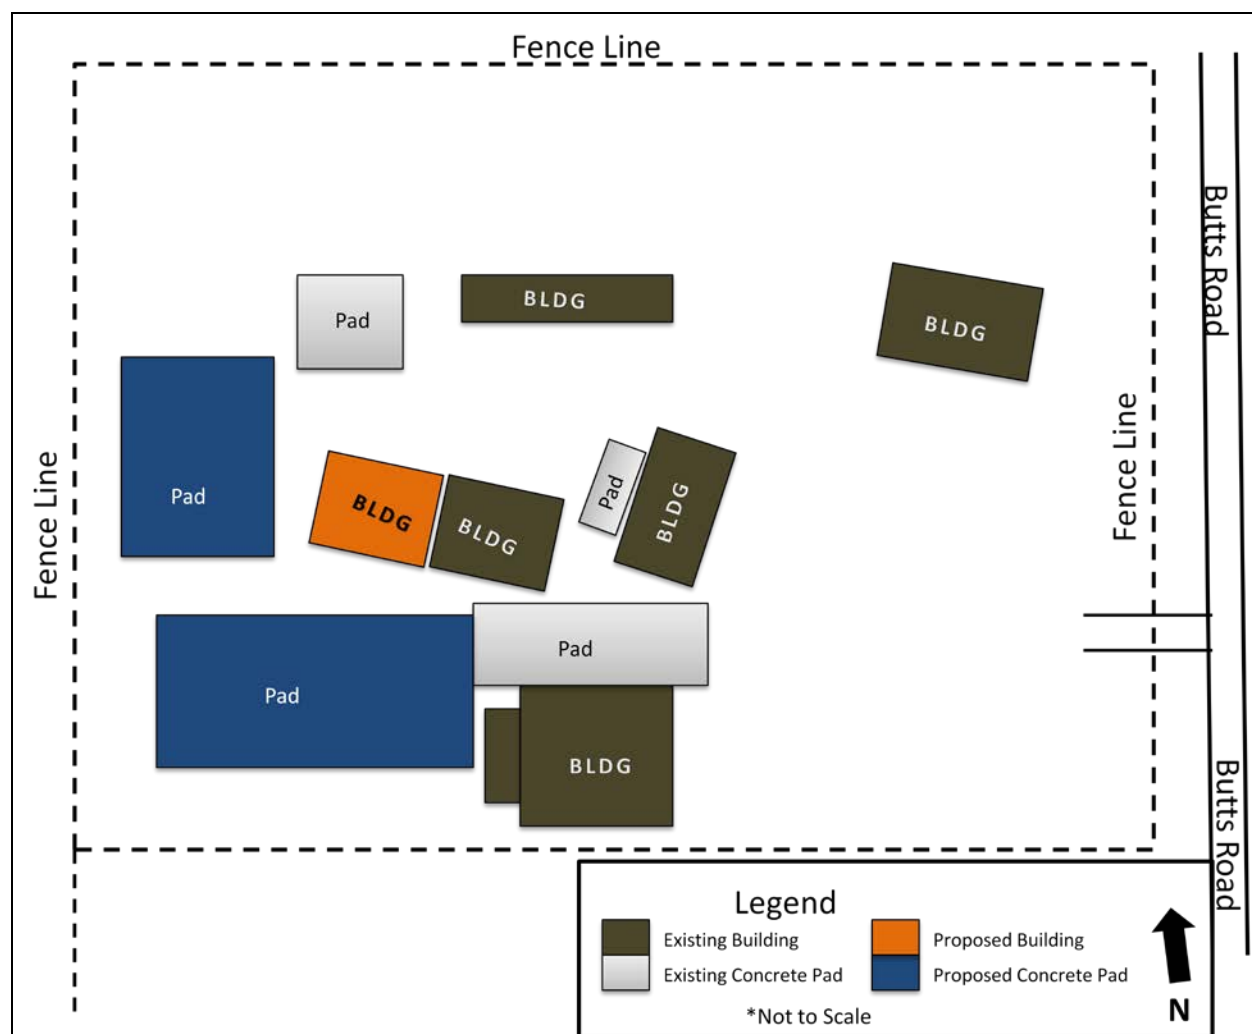 Fence Line
Butts Road
BLDG
Pad
BLDG
Fence Line
Fence Line
Pad
Pad
BLDG
BLDG
BLDG
Pad
Pad
BLDG
Butts Road
Legend
Existing Building
Proposed Building
Existing Concrete Pad
Proposed Concrete Pad
*Not to Scale
N